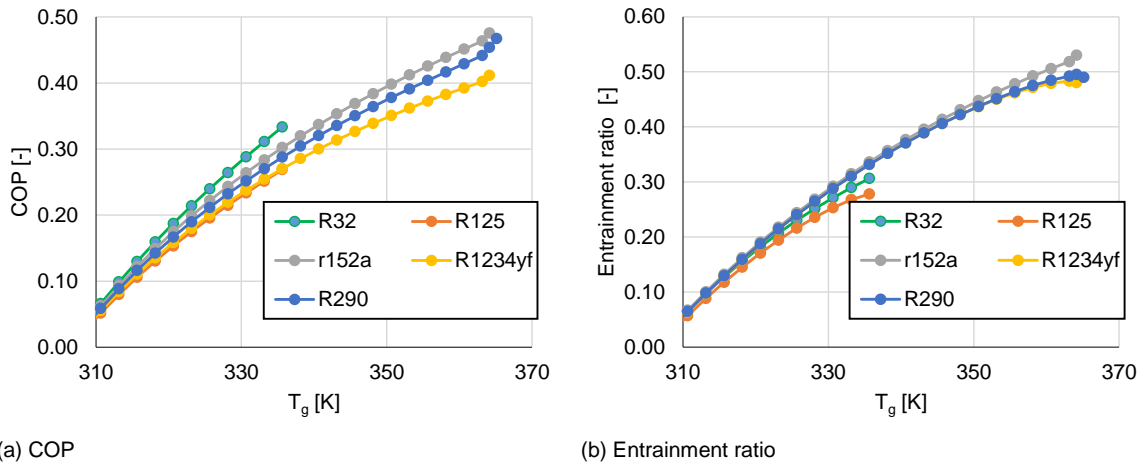 0.50
0.40
0.30
0.20
0.10
0.00
COP [-]
310 330 350 370
Tg [K]
R32 R125
r152a R1234yf
R290
0.60
0.50
0.40
0.30
0.20
0.10
0.00
Entrainment ratio [-]
310 330 350 370
Tg [K]
R32 R125
r152a R1234yf
R290
(a) COP
(b) Entrainment ratio